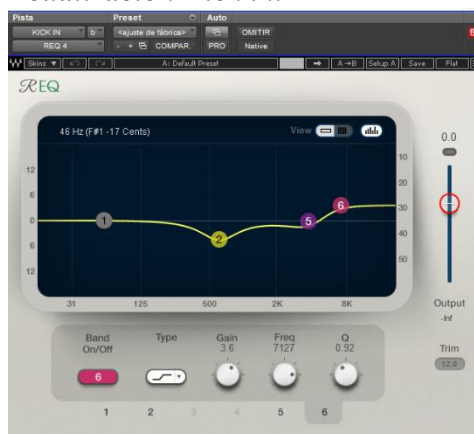 Pista Preset Auto
KICK IN b <ajuste de fábrica> OMITIR
REQ 4 - + COMPAR. PRO Native
Skins A: Default Preset A→B Setup A Save Flat
REQ
46 Hz (F#1 -17 Cents) View
0.0
12 10
6 20
0 30
6 40
12 50
1 2 5 6
31 125 500 2K 8K
Output
-Inf
Band On/Off Type Gain Freq Q
3.6 7127 0.92
Trim
12.0
6
1 2 3 4 5 6